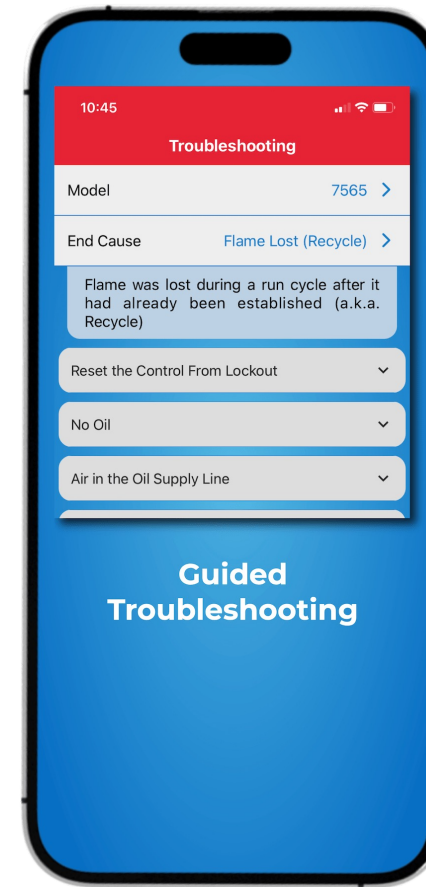 10:45
Troubleshooting
Model 7565
End Cause Flame Lost (Recycle)
Flame was lost during a run cycle after it
had already been established (a.k.a.
Recycle)
Reset the Control From Lockout
No Oil
Air in the Oil Supply Line
Guided
Troubleshooting